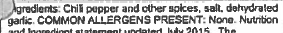 Ingredients: Chili pepper and other spices, salt, dehydrated
garlic. COMMON ALLERGENS PRESENT: None. Nutrition
and Ingredient statement updated July 2015. The